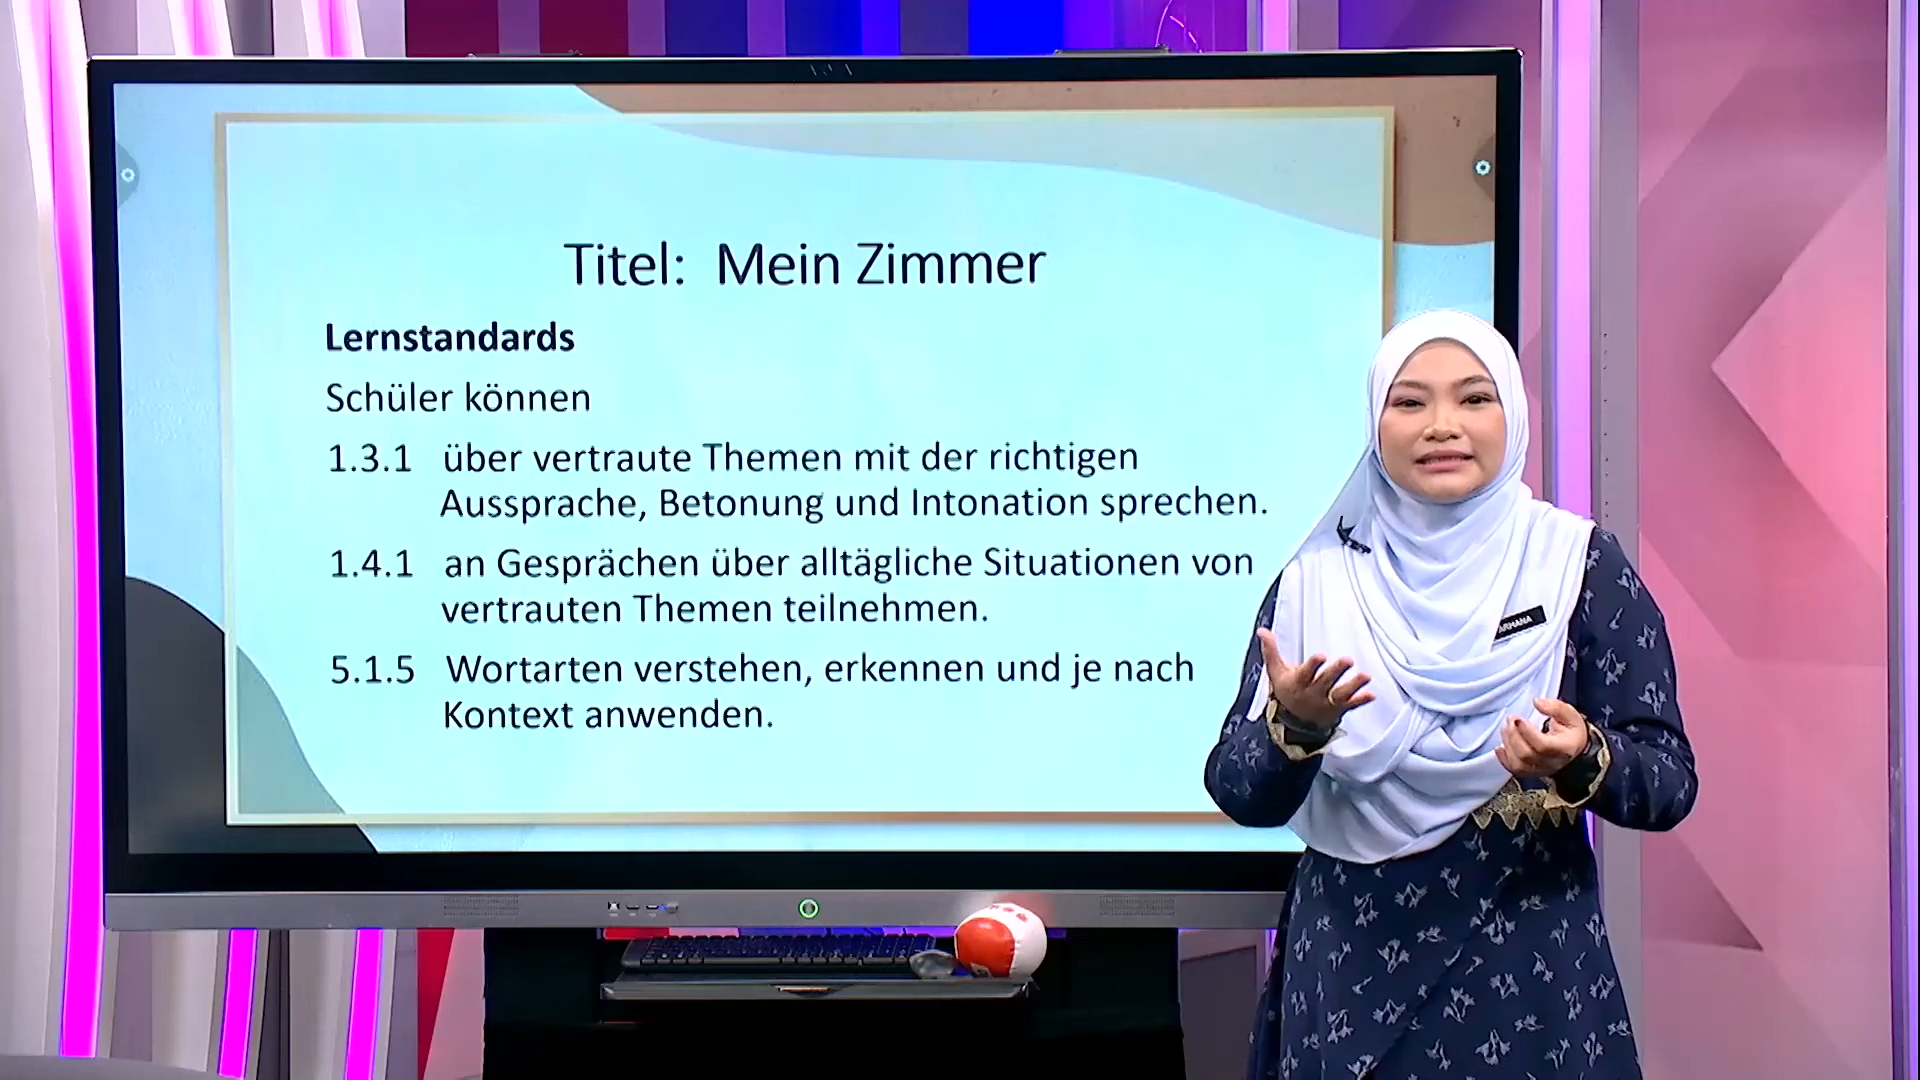 Titel: Mein Zimmer
Lernstandards
Schüler können
1.3.1 über vertraute Themen mit der richtigen
Aussprache, Betonung und Intonation sprechen.
1.4.1 an Gesprächen über alltägliche Situationen von
vertrauten Themen teilnehmen.
5.1.5 Wortarten verstehen, erkennen und je nach
Kontext anwenden.